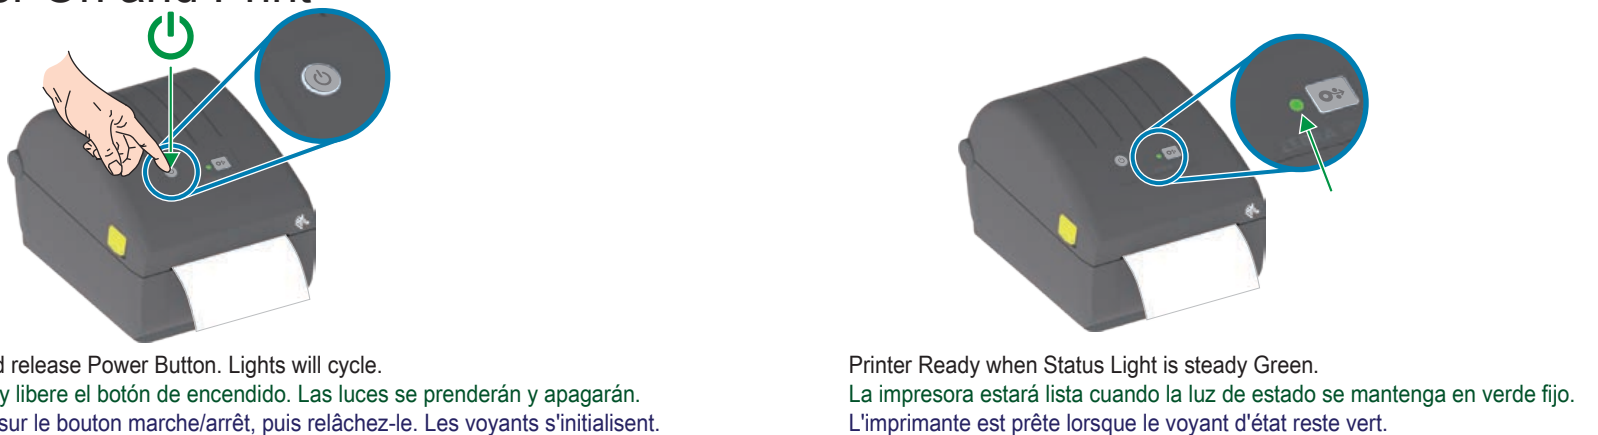 On and Print
release Power Button. Lights will cycle.
y libere el botón de encendido. Las luces se prenderán y apagarán.
sur le bouton marche/arrêt, puis relâchez-le. Les voyants s'initialisent.
Printer Ready when Status Light is steady Green.
La impresora estará lista cuando la luz de estado se mantenga en verde fijo.
L'imprimante est prête lorsque le voyant d'état reste vert.